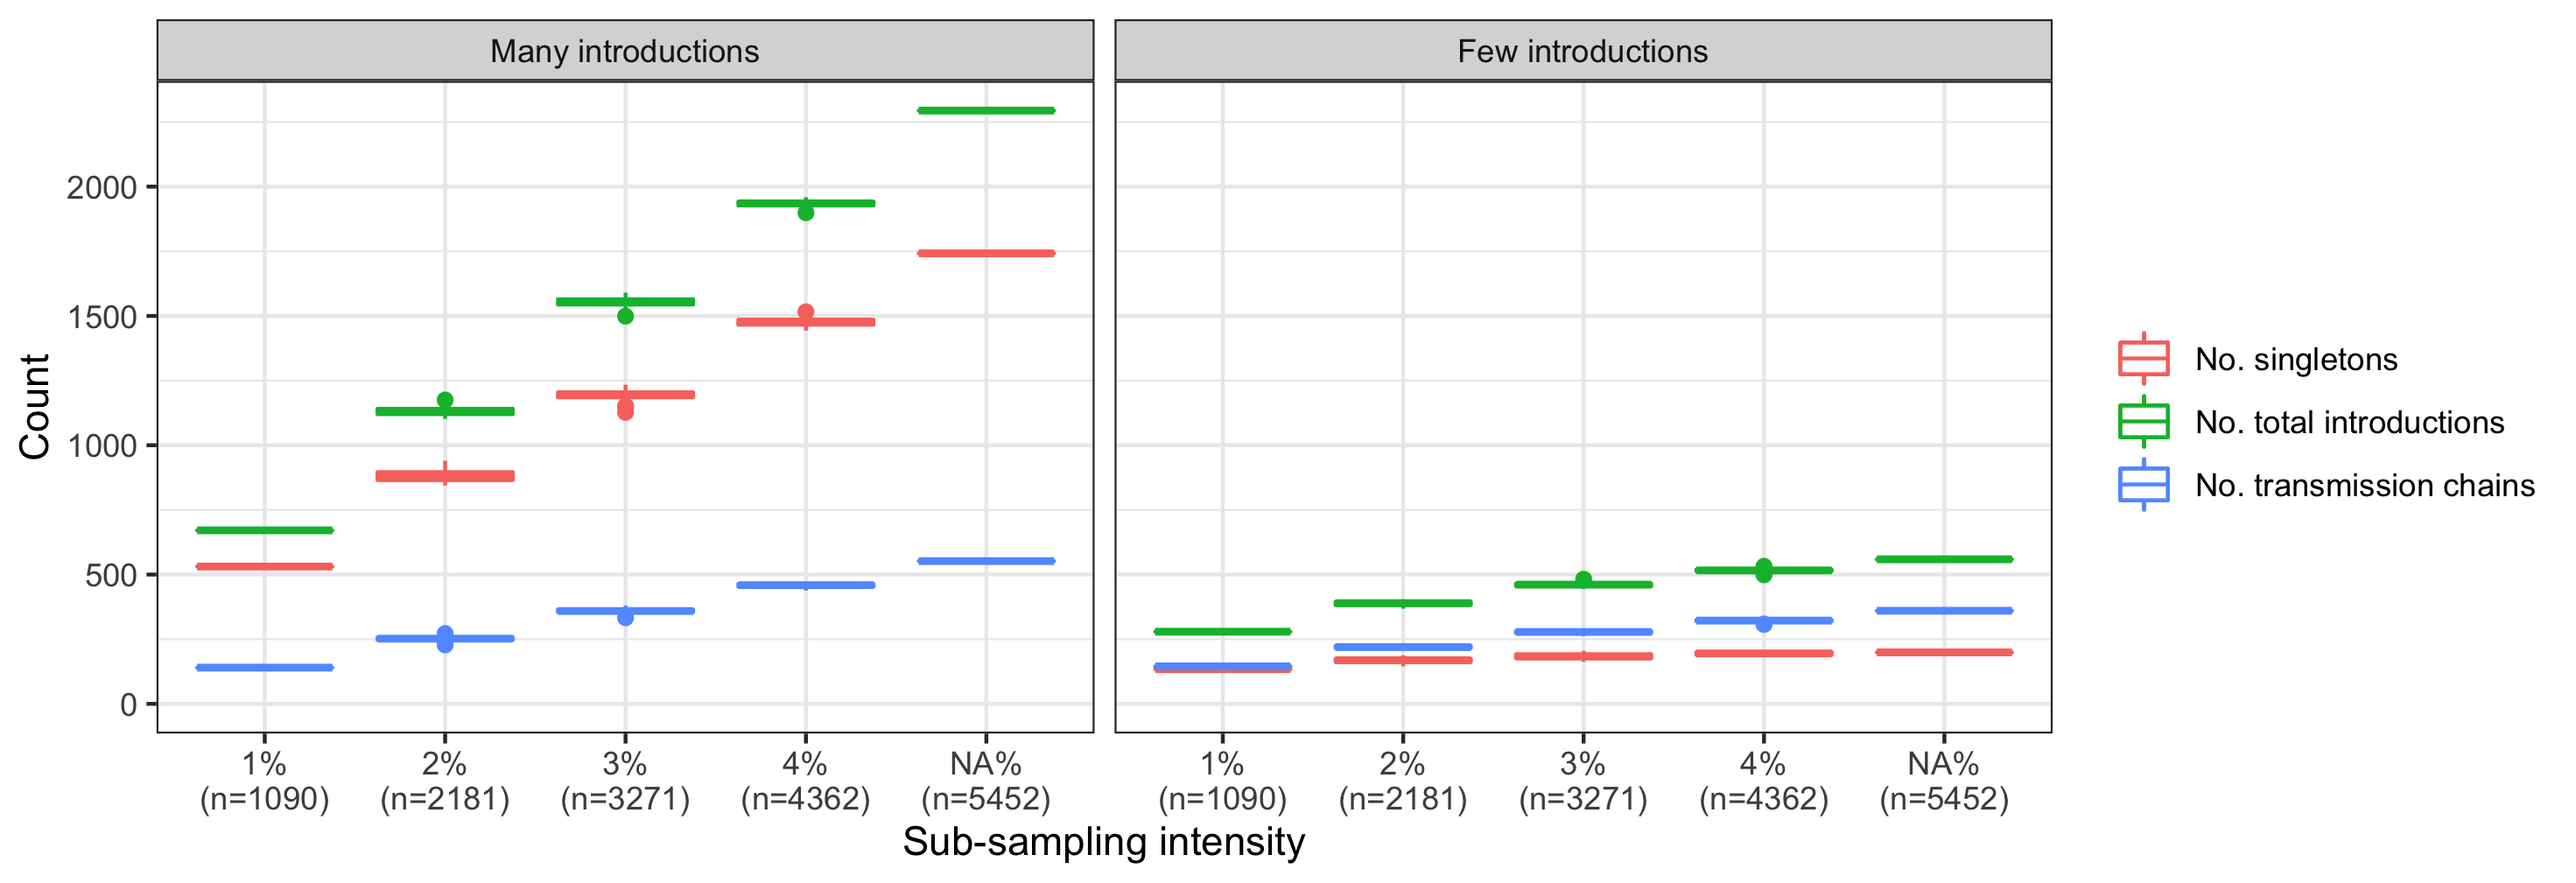 Many introductions
Few introductions
Count
2000
1500
1000
500
0
1%
(n=1090)
2%
(n=2181)
3%
(n=3271)
4%
(n=4362)
NA%
(n=5452)
1%
(n=1090)
2%
(n=2181)
3%
(n=3271)
4%
(n=4362)
NA%
(n=5452)
Sub-sampling intensity
No. singletons
No. total introductions
No. transmission chains